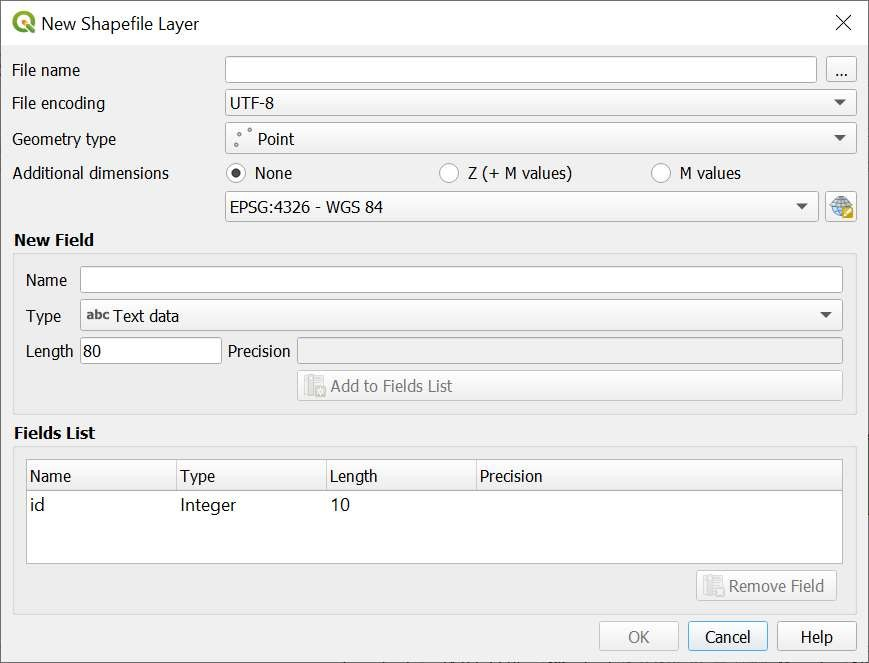 New Shapefile Layer
File name
...
File encoding
UTF-8
Geometry type
Point
Additional dimensions
None
Z (+ M values)
M values
EPSG:4326 - WGS 84
New Field
Name
Type
abc Text data
Length
80
Precision
Add to Fields List
Fields List
Name Type Length Precision
id Integer 10
Remove Field
OK Cancel Help